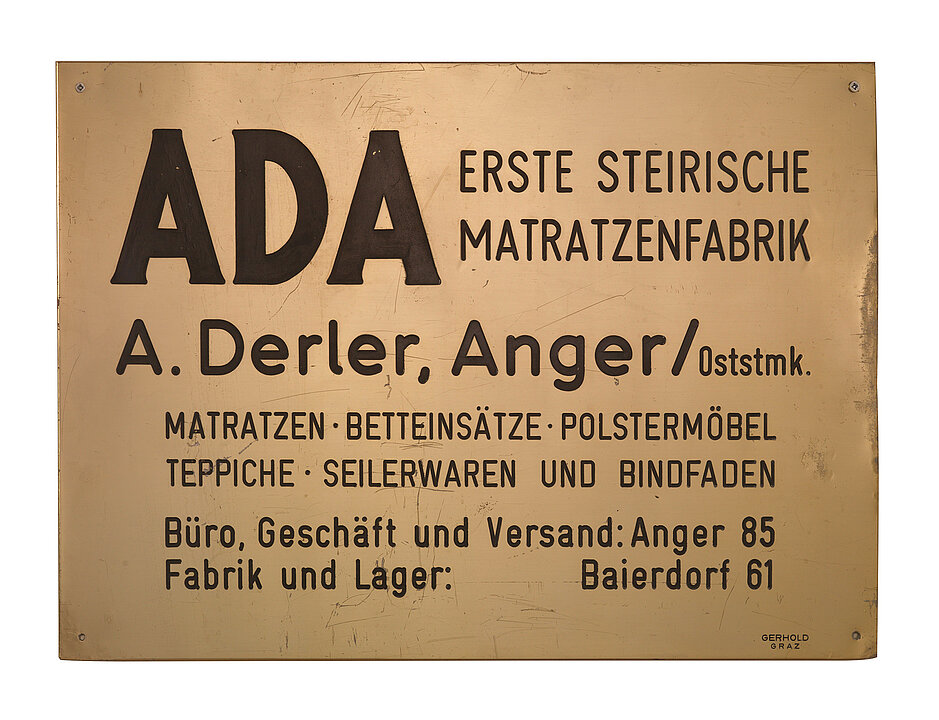 ADA
ERSTE STEIRISCHE
MATRATZENFABRIK
A. Derler, Anger/Oststmk.
MATRATZEN · BETTEINSÄTZE · POLSTERMÖBEL
TEPPICHE · SEILERWAREN UND BINDFADEN
Büro, Geschäft und Versand: Anger 85
Fabrik und Lager: Baierdorf 61
GERHOLD
GRAZ